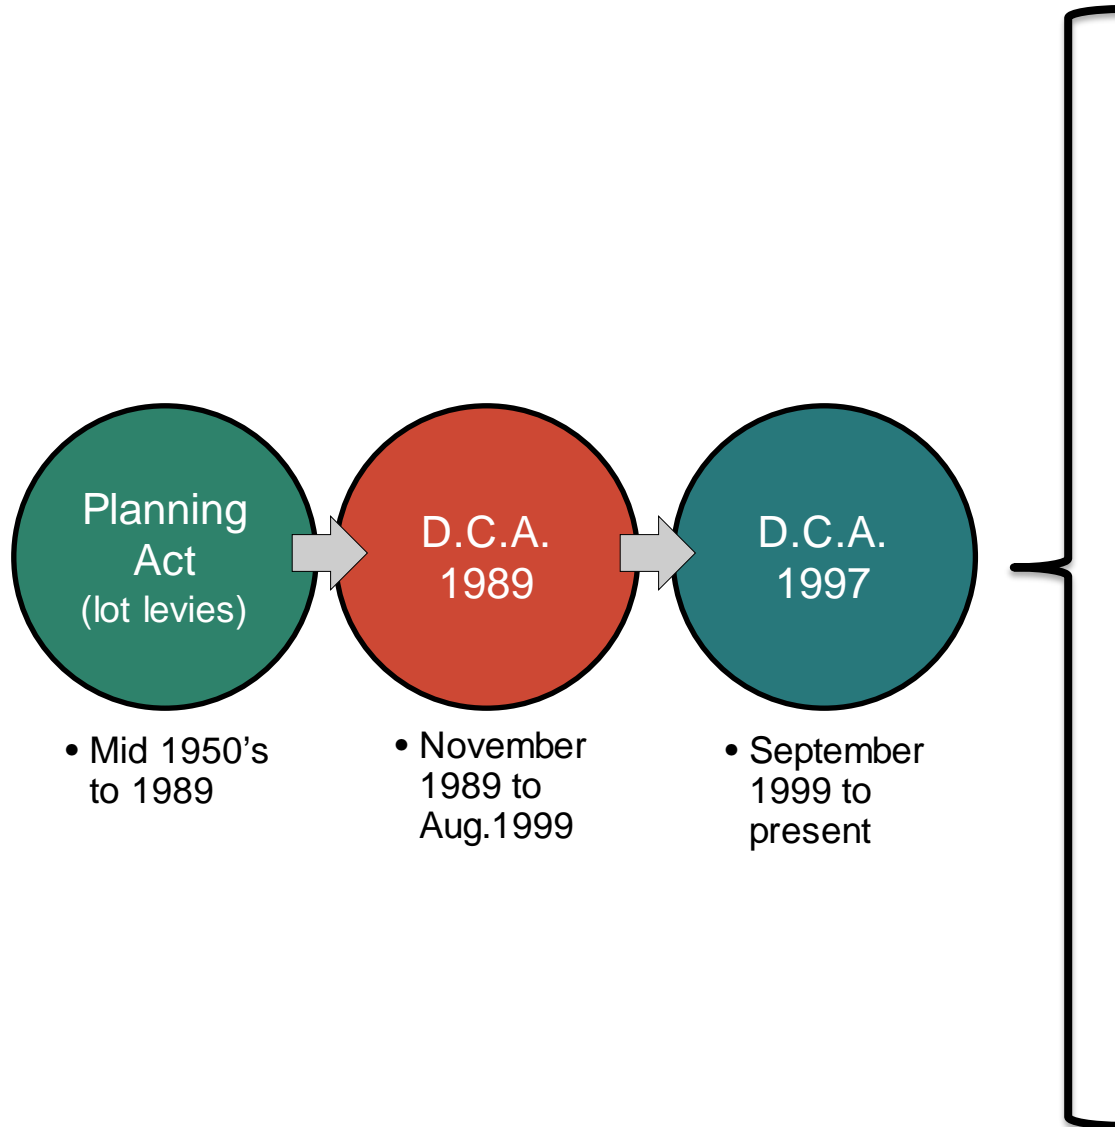 Planning
Act
(lot levies)
D.C.A.
1989
D.C.A.
1997
• Mid 1950’s
to 1989
• November
1989 to
Aug.1999
• September
1999 to
present